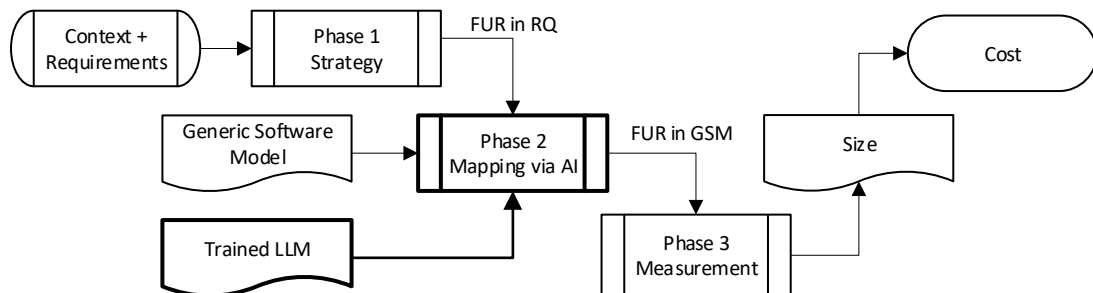 Context +
Requirements
Phase 1
Strategy
FUR in RQ
Cost
Generic Software
Model
Phase 2
Mapping via AI
FUR in GSM
Size
Trained LLM
Phase 3
Measurement